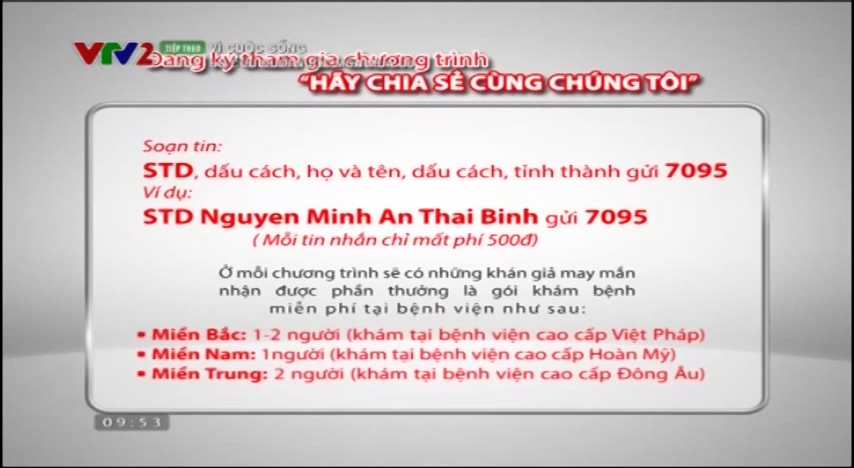 VTV2 TIẾP THEO VÌ CUỘC SỐNG
Đăng ký tham gia chương trình
"HÃY CHIA SẺ CÙNG CHÚNG TÔI"
Soạn tin:
STD, dấu cách, họ và tên, dấu cách, tỉnh thành gửi 7095
Ví dụ:
STD Nguyen Minh An Thai Binh gửi 7095
( Mỗi tin nhắn chỉ mất phí 500đ)
Ở mỗi chương trình sẽ có những khán giả may mắn
nhận được phần thưởng là gói khám bệnh
miễn phí tại bệnh viện như sau:
• Miền Bắc: 1-2 người (khám tại bệnh viện cao cấp Việt Pháp)
• Miền Nam: 1người (khám tại bệnh viện cao cấp Hoàn Mỹ)
• Miền Trung: 2 người (khám tại bệnh viện cao cấp Đông Âu)
09:53